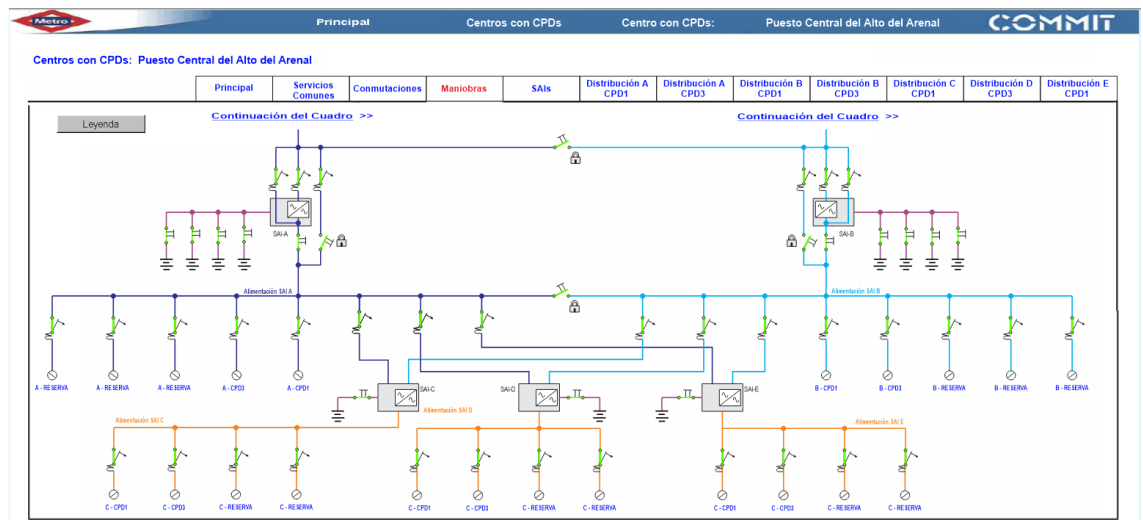 Metro
Principal
Centros con CPDs
Centro con CPDs:
Puesto Central del Alto del Arenal
COMMIT
Centros con CPDs: Puesto Central del Alto del Arenal
Principal
Servicios
Comunes
Conmutaciones
Maniobras
SAIs
Distribución A
CPD1
Distribución A
CPD3
Distribución B
CPD1
Distribución B
CPD3
Distribución C
CPD1
Distribución D
CPD3
Distribución E
CPD1
Leyenda
Continuación del Cuadro >>
Continuación del Cuadro >>
SAI-A
SAI-B
Alimentación SAI A
Alimentación SAI B
A - RESERVA
A - RESERVA
A - RESERVA
A - CPD3
A - CPD1
B - CPD1
B - CPD3
B - RESERVA
B - RESERVA
B - RESERVA
SAI-C
SAI-D
SAI-E
Alimentación SAI C
Alimentación SAI D
Alimentación SAI E
C - CPD1
C - CPD3
C - RESERVA
C - RESERVA
C - CPD1
C - CPD3
C - RESERVA
C - RESERVA
C - CPD1
C - CPD3
C - RESERVA
C - RESERVA